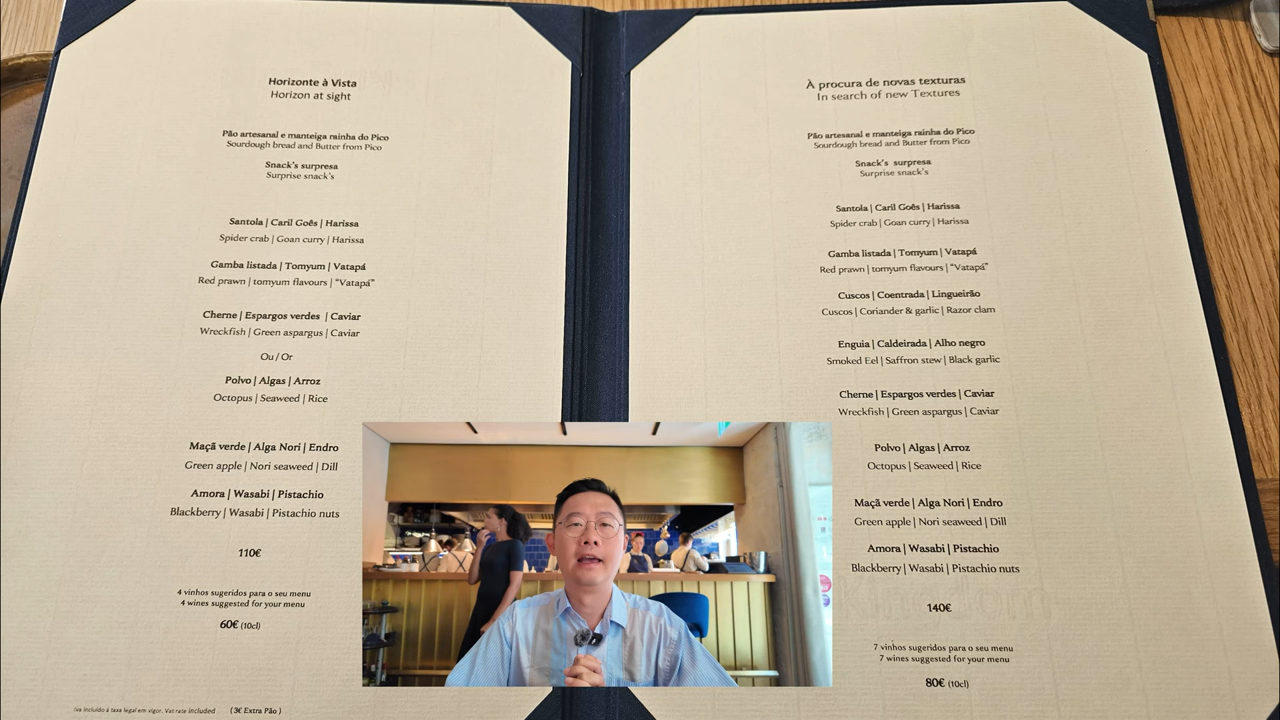 Horizonte à Vista
Horizon at sight
Pão artesanal e manteiga rainha do Pico
Sourdough bread and Butter from Pico
Snack's surpresa
Surprise snack's
Santola | Caril Goês | Harissa
Spider crab | Goan curry | Harissa
Gamba listada | Tomyum | Vatapá
Red prawn | tomyum flavours | "Vatapá"
Cherne | Espargos verdes | Caviar
Wreckfish | Green aspargus | Caviar
Ou / Or
Polvo | Algas | Arroz
Octopus | Seaweed | Rice
Maçã verde | Alga Nori | Endro
Green apple | Nori seaweed | Dill
Amora | Wasabi | Pistachio
Blackberry | Wasabi | Pistachio nuts
110€
4 vinhos sugeridos para o seu menu
4 wines suggested for your menu
60€ (10cl)
Iva incluído á taxa legal em vigor. Vat rate included (3€ Extra Pão )
À procura de novas texturas
In search of new Textures
Pão artesanal e manteiga rainha do Pico
Sourdough bread and Butter from Pico
Snack's surpresa
Surprise snack's
Santola | Caril Goês | Harissa
Spider crab | Goan curry | Harissa
Gamba listada | Tomyum | Vatapá
Red prawn | tomyum flavours | "Vatapá"
Cuscos | Coentrada | Lingueirão
Cuscos | Coriander & garlic | Razor clam
Enguia | Caldeirada | Alho negro
Smoked Eel | Saffron stew | Black garlic
Cherne | Espargos verdes | Caviar
Wreckfish | Green aspargus | Caviar
Polvo | Algas | Arroz
Octopus | Seaweed | Rice
Maçã verde | Alga Nori | Endro
Green apple | Nori seaweed | Dill
Amora | Wasabi | Pistachio
Blackberry | Wasabi | Pistachio nuts
140€
7 vinhos sugeridos para o seu menu
7 wines suggested for your menu
80€ (10cl)